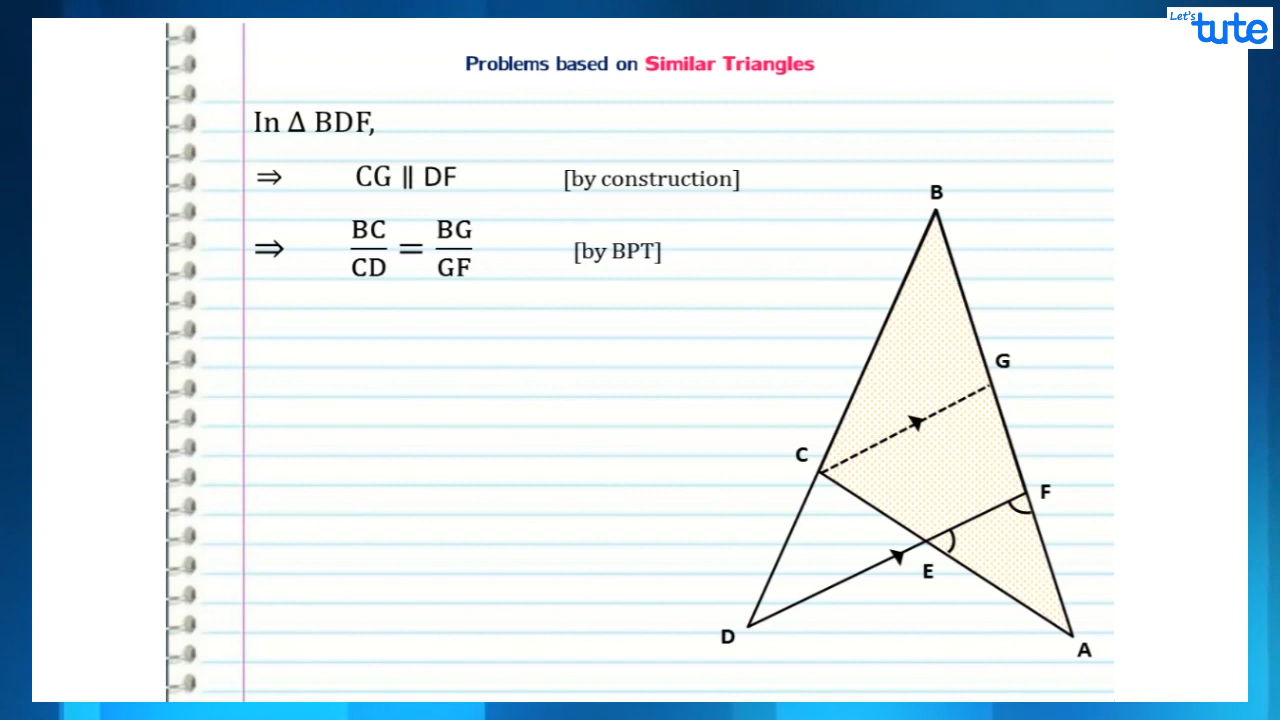 Let's
tute
Problems based on Similar Triangles
In Δ BDF,
⇒ CG ∥ DF [by construction]
⇒ BC/CD = BG/GF [by BPT]
B
G
C
F
E
D
A